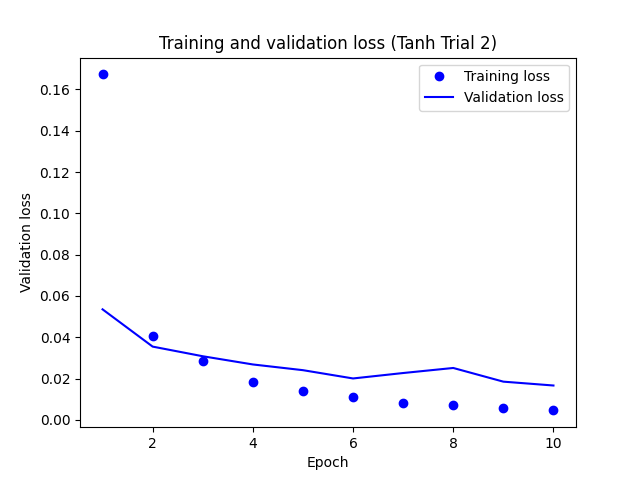 Training and validation loss (Tanh Trial 2)
Training loss
Validation loss
0.16
0.14
0.12
0.10
0.08
0.06
0.04
0.02
0.00
Validation loss
2
4
6
8
10
Epoch